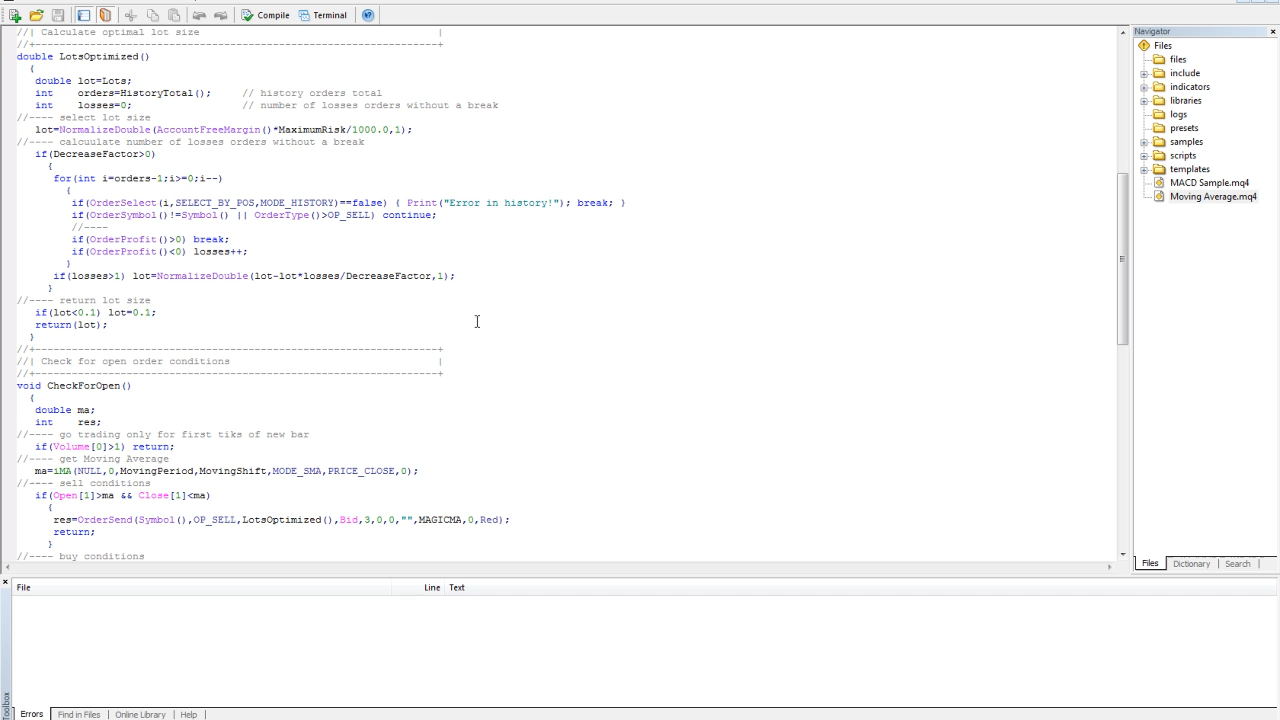 Compile Terminal
//| Calculate optimal lot size |
//+------------------------------------------------------------------+
double LotsOptimized()
{
double lot=Lots;
int orders=HistoryTotal(); // history orders total
int losses=0; // number of losses orders without a break
//---- select lot size
lot=NormalizeDouble(AccountFreeMargin()*MaximumRisk/1000.0,1);
//---- calcuulate number of losses orders without a break
if(DecreaseFactor>0)
{
for(int i=orders-1;i>=0;i--)
{
if(OrderSelect(i,SELECT_BY_POS,MODE_HISTORY)==false) { Print("Error in history!"); break; }
if(OrderSymbol()!=Symbol() || OrderType()>OP_SELL) continue;
//----
if(OrderProfit()>0) break;
if(OrderProfit()<0) losses++;
}
if(losses>1) lot=NormalizeDouble(lot-lot*losses/DecreaseFactor,1);
}
//---- return lot size
if(lot<0.1) lot=0.1;
return(lot);
}
//+------------------------------------------------------------------+
//| Check for open order conditions |
//+------------------------------------------------------------------+
void CheckForOpen()
{
double ma;
int res;
//---- go trading only for first tiks of new bar
if(Volume[0]>1) return;
//---- get Moving Average
ma=iMA(NULL,0,MovingPeriod,MovingShift,MODE_SMA,PRICE_CLOSE,0);
//---- sell conditions
if(Open[1]>ma && Close[1]<ma)
{
res=OrderSend(Symbol(),OP_SELL,LotsOptimized(),Bid,3,0,0,"",MAGICMA,0,Red);
return;
}
//---- buy conditions
Navigator
Files
files
include
indicators
libraries
logs
presets
samples
scripts
templates
MACD Sample.mq4
Moving Average.mq4
Files Dictionary Search
File Line Text
Toolbox
Errors Find in Files Online Library Help